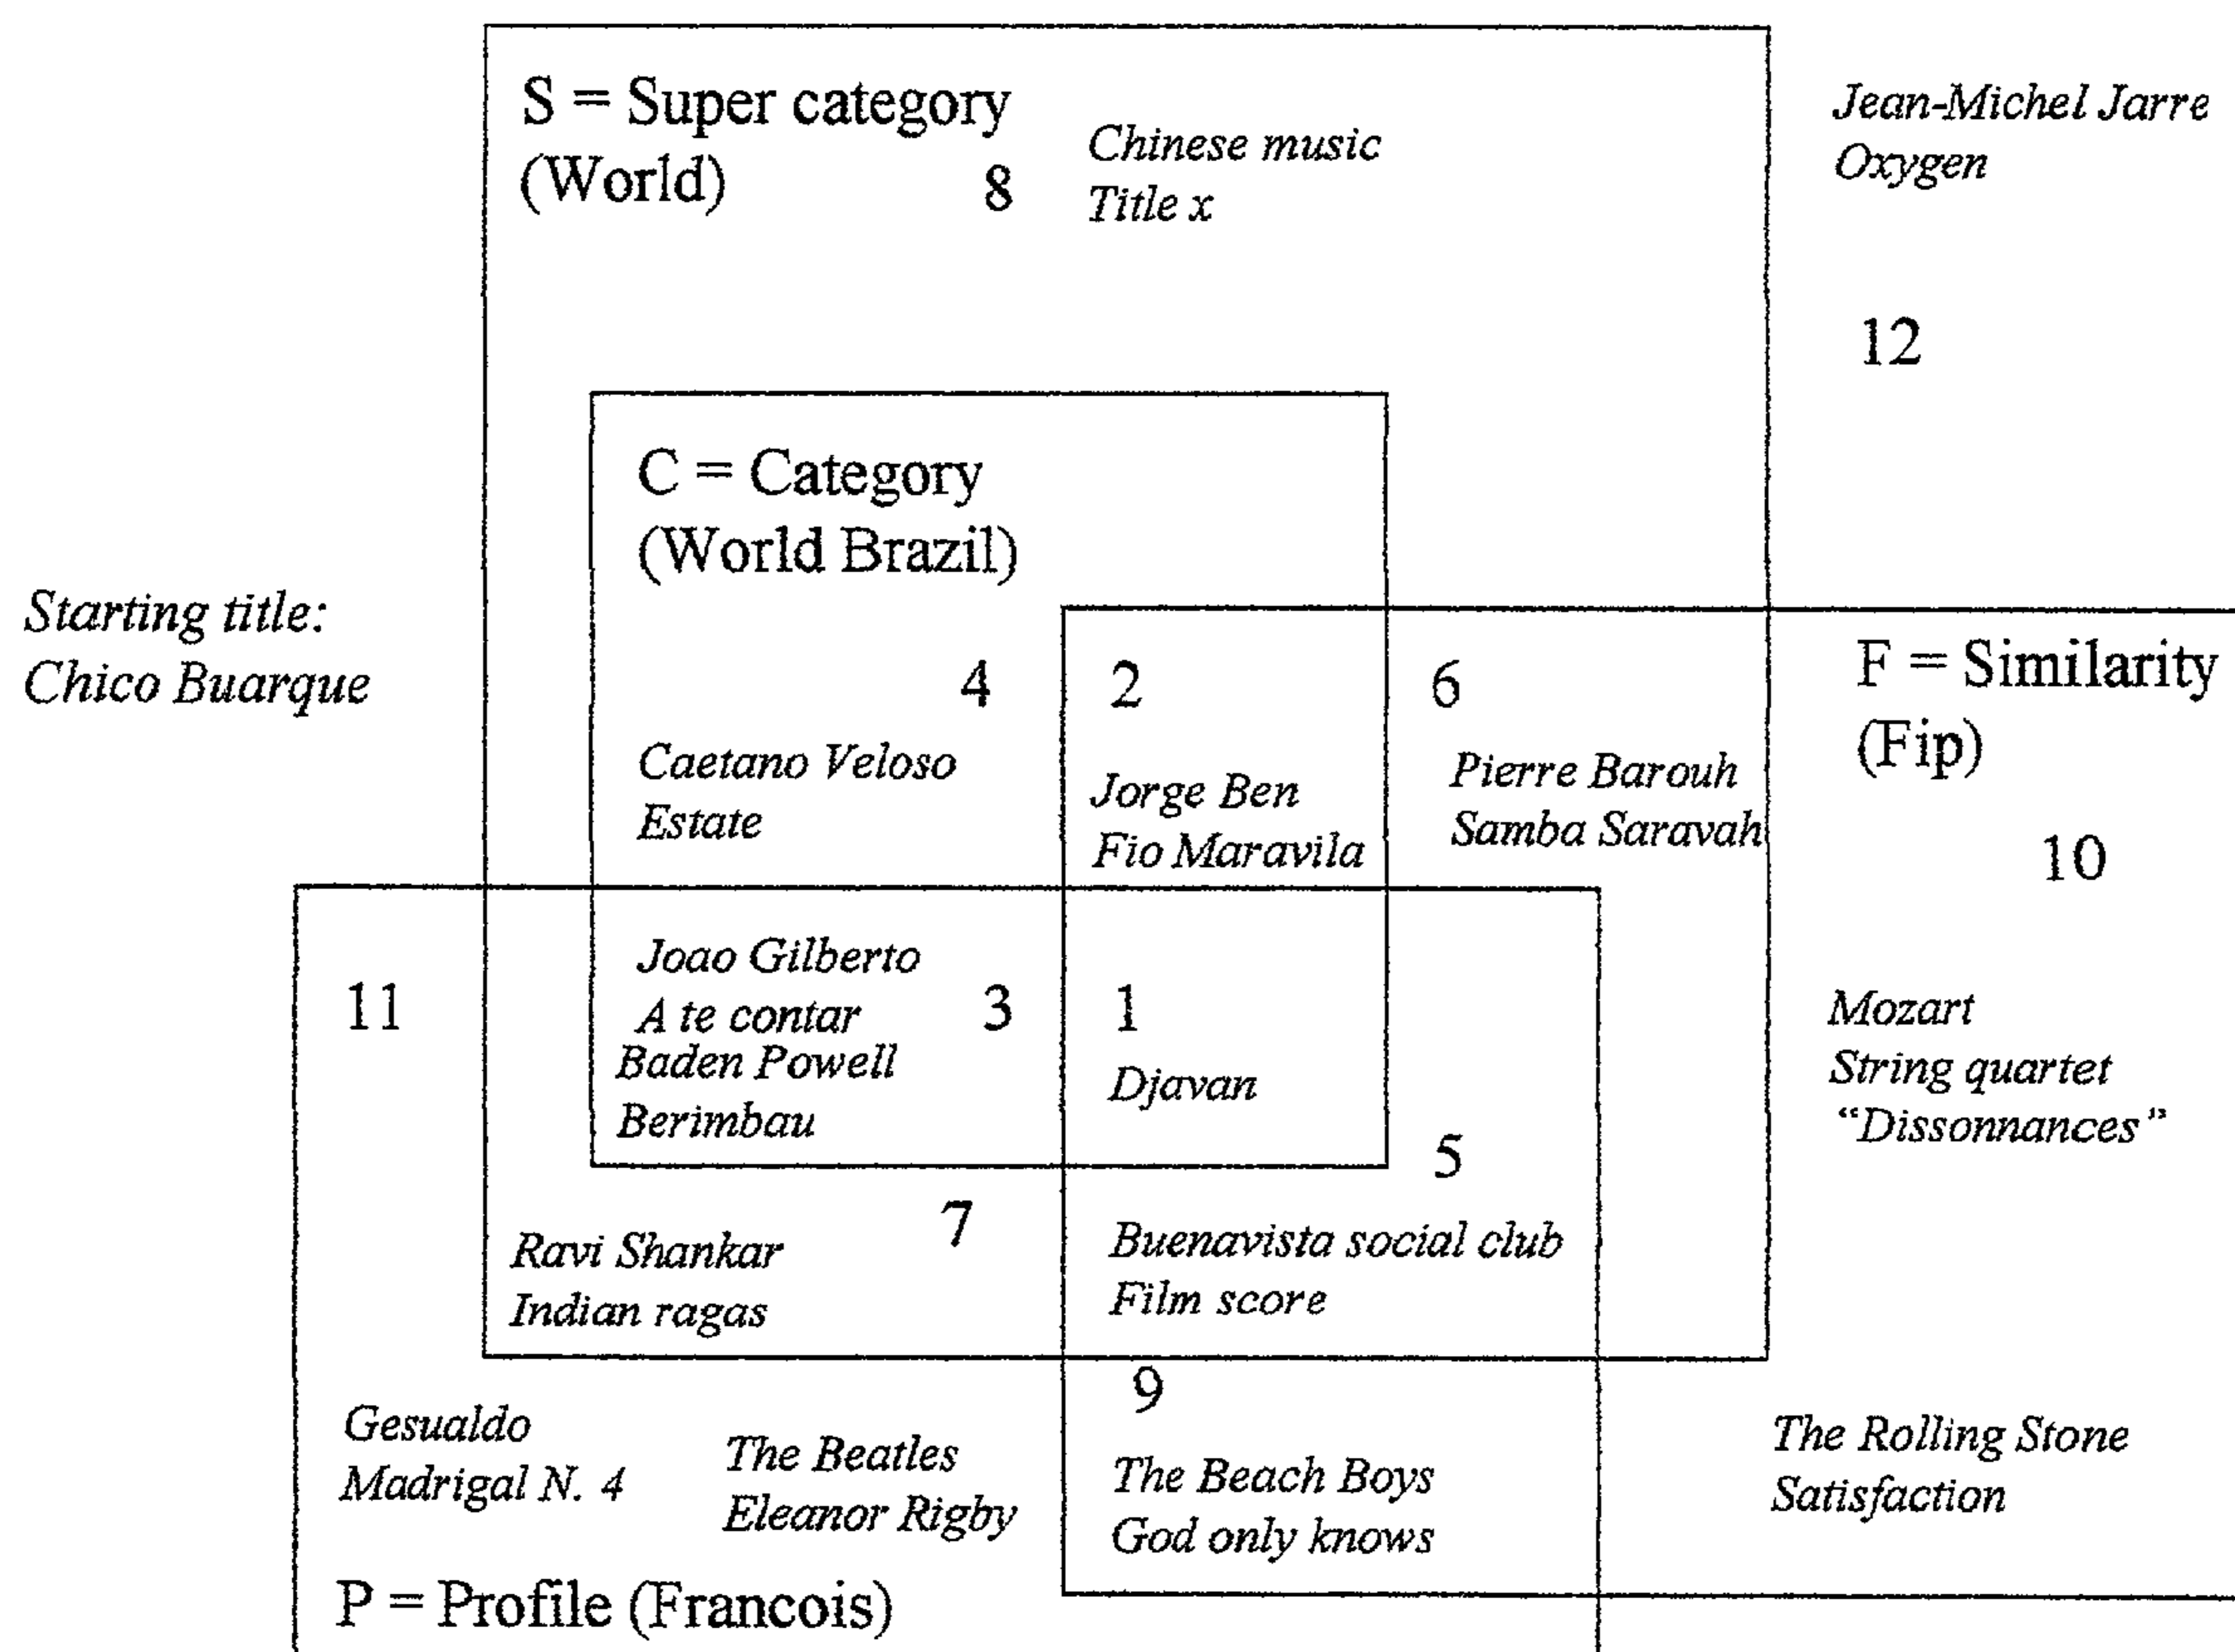 S = Super category
(World)
8
Chinese music
Title x
Jean-Michel Jarre
Oxygen
12
C = Category
(World Brazil)
Starting title:
Chico Buarque
4
2
6
F = Similarity
(Fip)
Caetano Veloso
Estate
Jorge Ben
Fio Maravila
Pierre Barouh
Samba Saravah
10
11
Joao Gilberto
A te contar
Baden Powell
Berimbau
3
1
Djavan
Mozart
String quartet
“Dissonnances”
5
7
Ravi Shankar
Indian ragas
Buenavista social club
Film score
9
Gesualdo
Madrigal N. 4
The Beatles
Eleanor Rigby
The Beach Boys
God only knows
The Rolling Stone
Satisfaction
P = Profile (Francois)